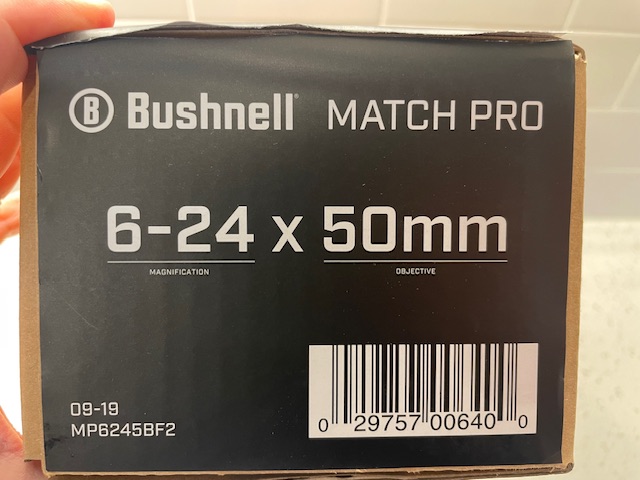 B Bushnell® MATCH PRO
6-24 x 50mm
MAGNIFICATION OBJECTIVE
09-19
MP6245BF2
0 29757 00640 0